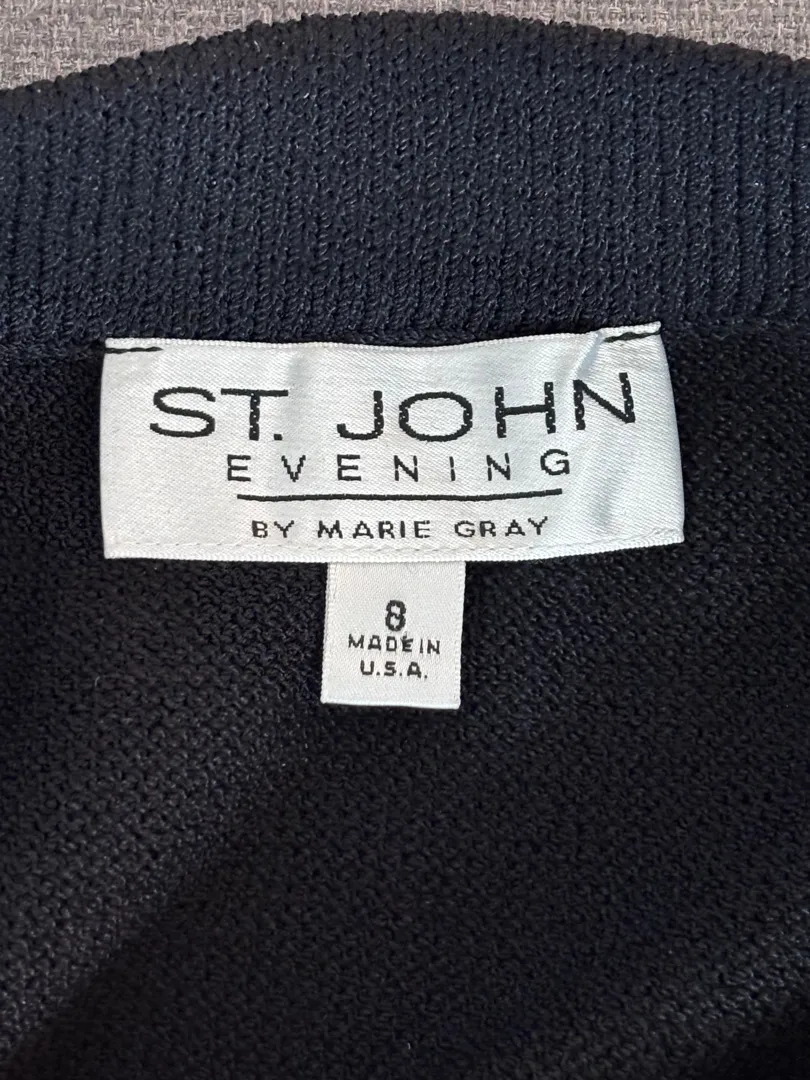 ST. JOHN
EVENING
BY MARIE GRAY
8
MADE IN
U.S.A.